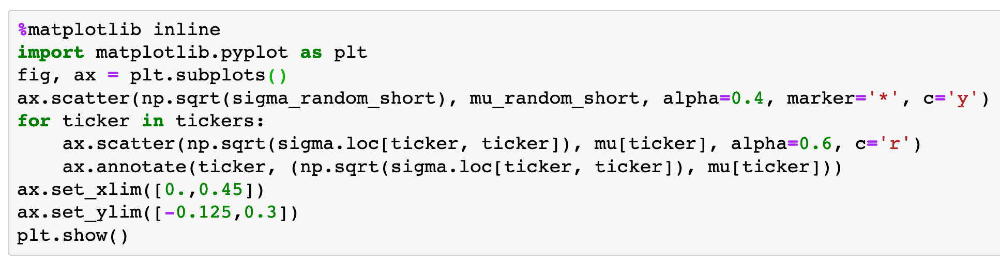 %matplotlib inline
import matplotlib.pyplot as plt
fig, ax = plt.subplots()
ax.scatter(np.sqrt(sigma_random_short), mu_random_short, alpha=0.4, marker='*', c='y')
for ticker in tickers:
    ax.scatter(np.sqrt(sigma.loc[ticker, ticker]), mu[ticker], alpha=0.6, c='r')
    ax.annotate(ticker, (np.sqrt(sigma.loc[ticker, ticker]), mu[ticker]))
ax.set_xlim([0.,0.45])
ax.set_ylim([-0.125,0.3])
plt.show()